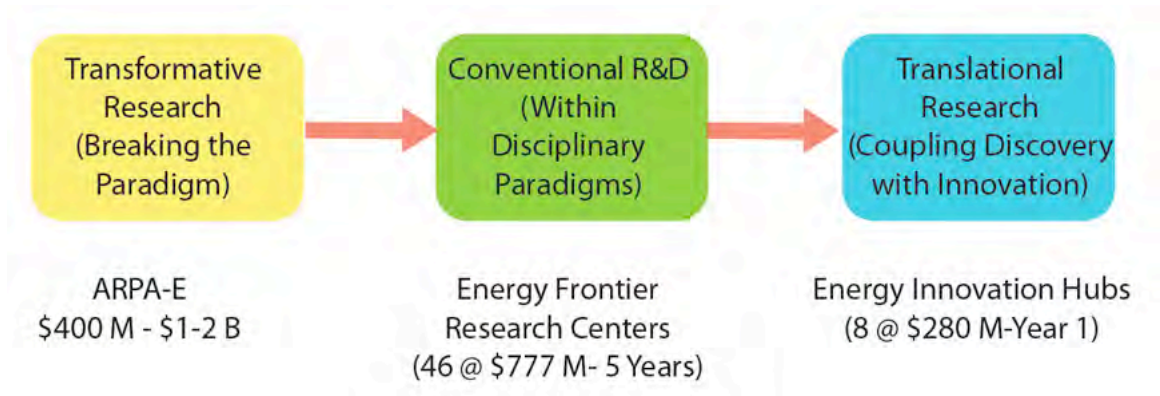 Transformative
Research
(Breaking the
Paradigm)
Conventional R&D
(Within
Disciplinary
Paradigms)
Translational
Research
(Coupling Discovery
with Innovation)
ARPA-E
$400 M - $1-2 B
Energy Frontier
Research Centers
(46 @ $777 M- 5 Years)
Energy Innovation Hubs
(8 @ $280 M-Year 1)